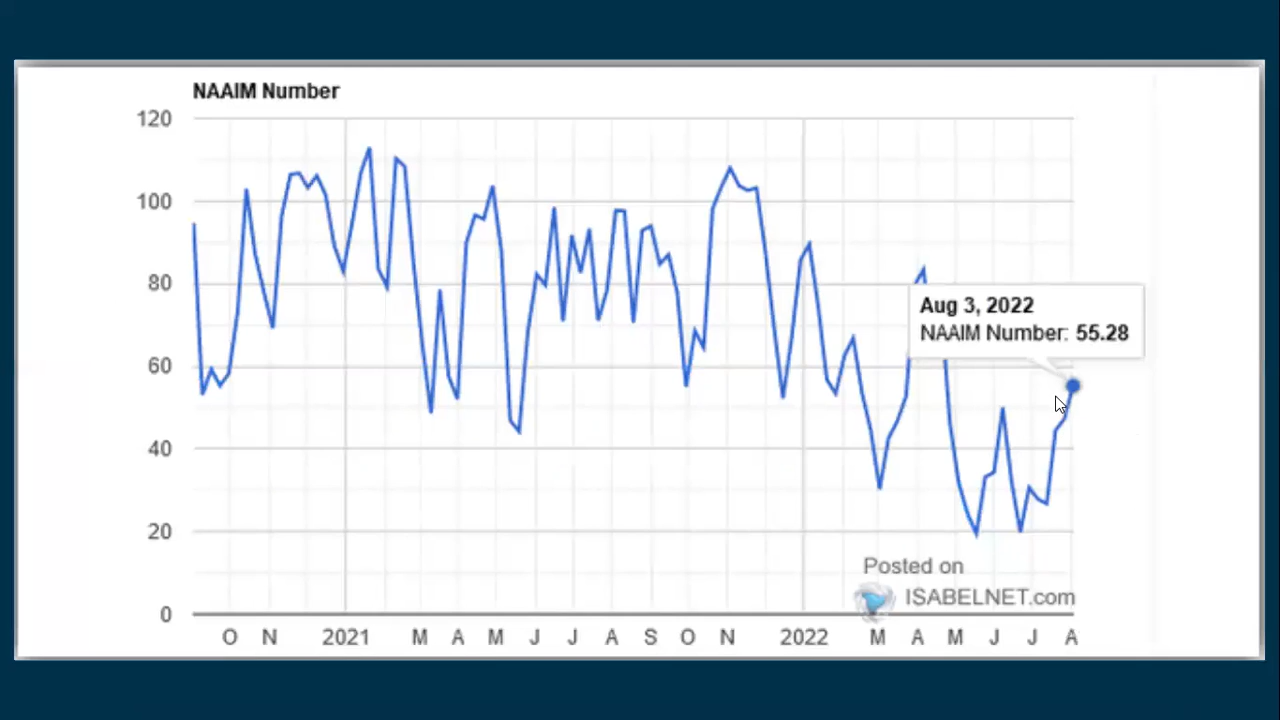 NAAIM Number
120
100
80
60
40
20
0
Aug 3, 2022
NAAIM Number: 55.28
Posted on
ISABELNET.com
O N 2021 M A M J J A S O N 2022 M A M J J A